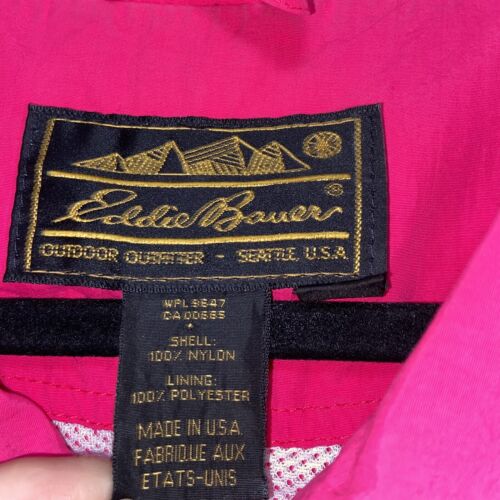 Eddie Bauer®
OUTDOOR OUTFITTER - SEATTLE, U.S.A.
WPL 9647
CA 00665
SHELL:
100% NYLON
LINING:
100% POLYESTER
MADE IN U.S.A.
FABRIQUE AUX
ETATS-UNIS